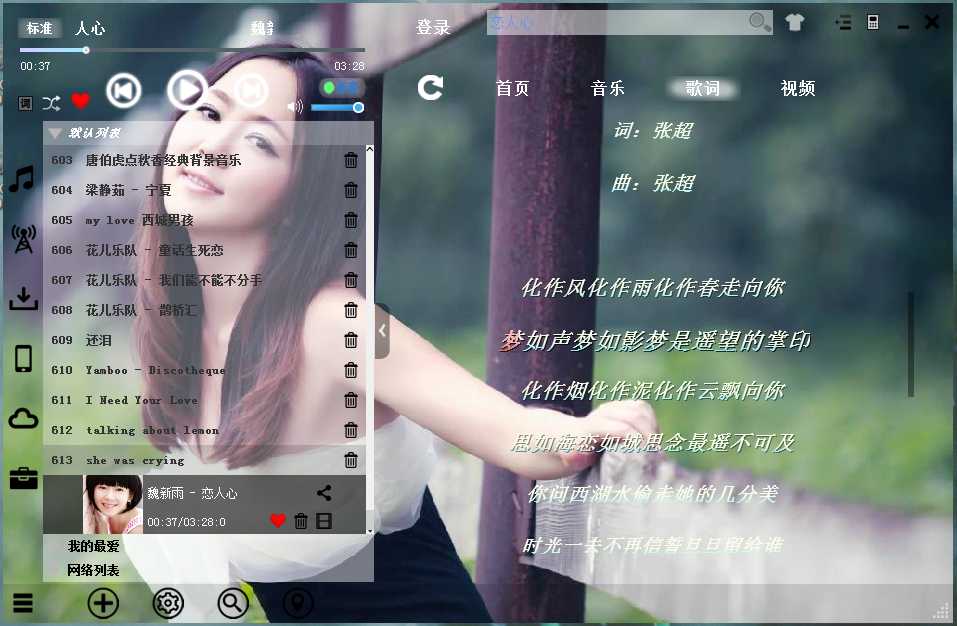 标准 人心
登录
恋人心
00:37
03:28
词
首页 音乐 歌词 视频
默认列表
603 唐伯虎点秋香经典背景音乐
604 梁静茹 - 宁夏
605 my love 西城男孩
606 花儿乐队 - 童话生死恋
607 花儿乐队 - 我们能不能不分手
608 花儿乐队 - 鹊桥汇
609 还泪
610 Yamboo - Discotheque
611 I Need Your Love
612 talking about lemon
613 she was crying
魏新雨 - 恋人心
00:37/03:28:0
我的最爱
网络列表
词：张超
曲：张超
化作风化作雨化作春走向你
梦如声梦如影梦是遥望的掌印
化作烟化作泥化作云飘向你
思如海恋如城思念最遥不可及
你问西湖水偷走她的几分美
时光一去不再信誓旦旦留给谁